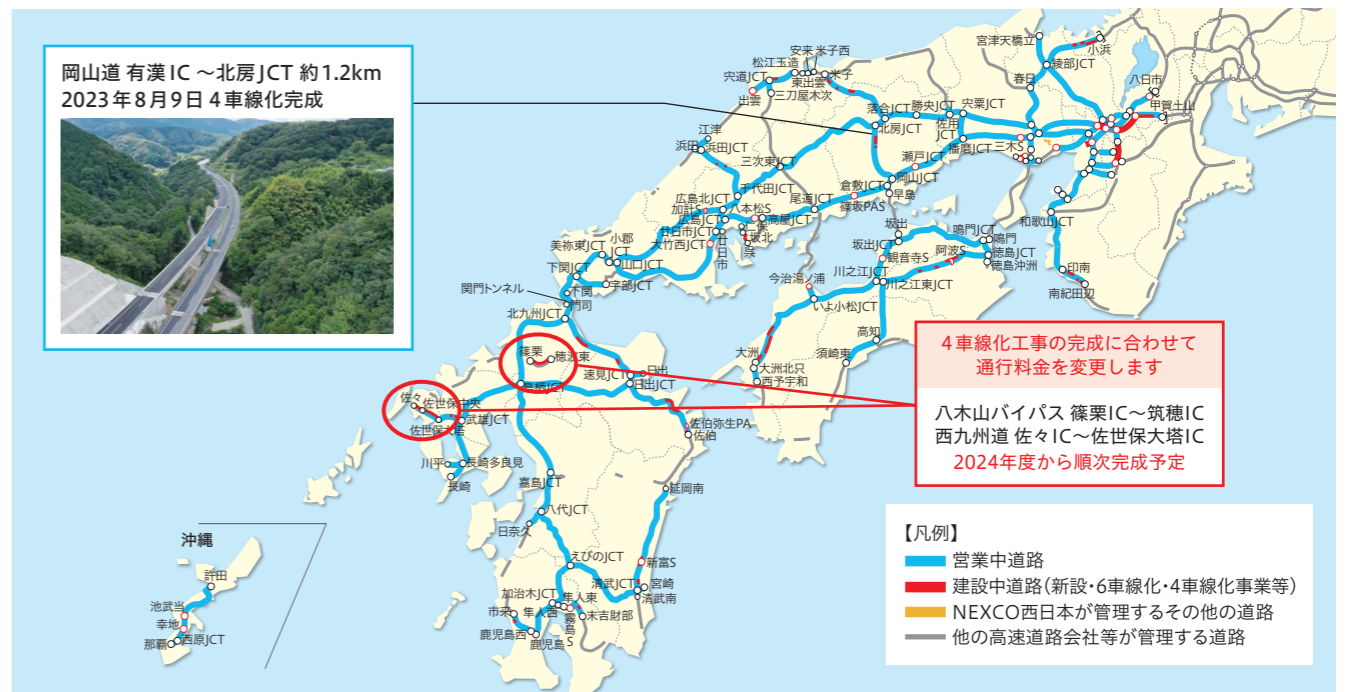 岡山道 有漢IC ～北房JCT 約1.2km
2023年8月9日 4車線化完成
宮津天橋立
小浜
綾部JCT
春日
八日市
甲賀土山
安来
米子西
松江玉造
東出雲
米子
宍道JCT
出雲
三刀屋木次
落合JCT
勝央JCT
宍粟JCT
北房JCT
佐用
JCT
播磨JCT
三木S
瀬戸JCT
江津
浜田
浜田JCT
三次東JCT
千代田JCT
倉敷JCT
岡山JCT
早島
広島北JCT
加計S
八本松S
尾道JCT
篠坂PAS
広島JCT
高屋JCT
廿日市JCT
仁保
坂北
大竹西JCT
廿日市
呉
和歌山JCT
坂出
鳴門JCT
鳴門
坂出JCT
阿波S
徳島JCT
観音寺S
徳島沖洲
印南
南紀田辺
美祢東JCT
小郡
JCT
山口JCT
下関JCT
宇部JCT
今治湯ノ浦
川之江JCT
川之江東JCT
いよ小松JCT
関門トンネル
下関
門司
北九州JCT
高知
須崎東
大洲
大洲北只
西予宇和
4車線化工事の完成に合わせて
通行料金を変更します
八木山バイパス 篠栗IC～筑穂IC
西九州道 佐々IC～佐世保大塔IC
2024年度から順次完成予定
篠栗
穂波東
日出
速見JCT
日出JCT
鳥栖JCT
佐々
佐世保中央
佐世保大塔
武雄JCT
佐伯弥生PA
佐伯
川平
長崎多良見
長崎
嘉島JCT
延岡南
八代JCT
日奈久
えびのJCT
新富S
清武JCT
宮崎
清武南
加治木JCT
隼人東
市来
隼人西
霧島S
末吉財部
鹿児島西
鹿児島
沖縄
許田
池武当
幸地
那覇
西原JCT
【凡例】
営業中道路
建設中道路（新設・6車線化・4車線化事業等）
NEXCO西日本が管理するその他の道路
他の高速道路会社等が管理する道路